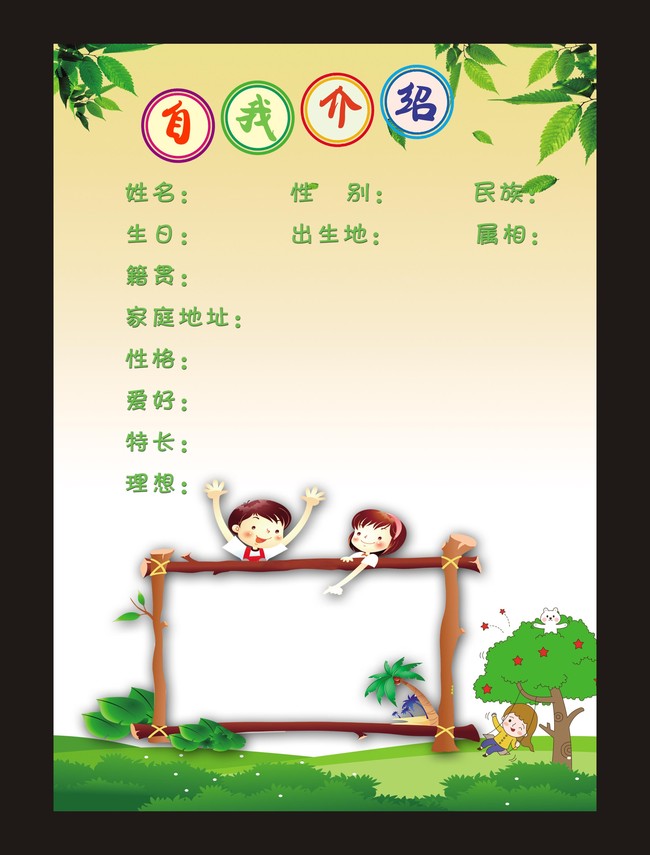 自我介绍
姓名： 性 别： 民族：
生日： 出生地： 属相：
籍贯：
家庭地址：
性格：
爱好：
特长：
理想：